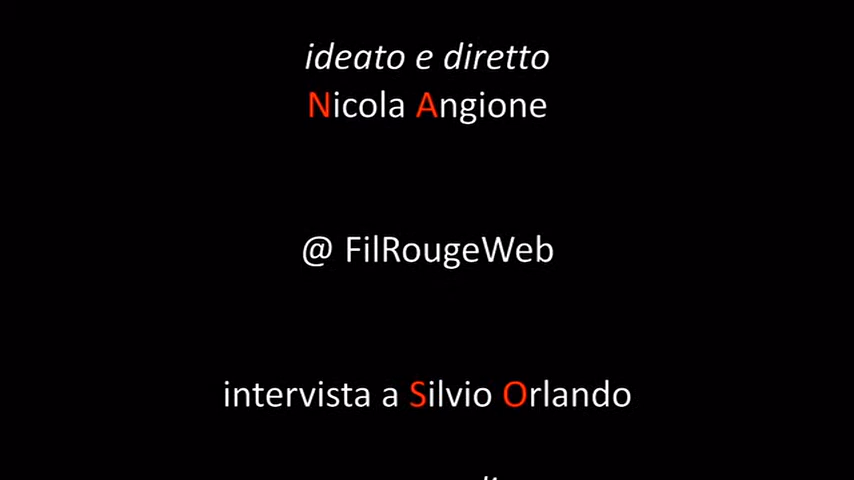 ideato e diretto
Nicola Angione
@ FilRougeWeb
intervista a Silvio Orlando